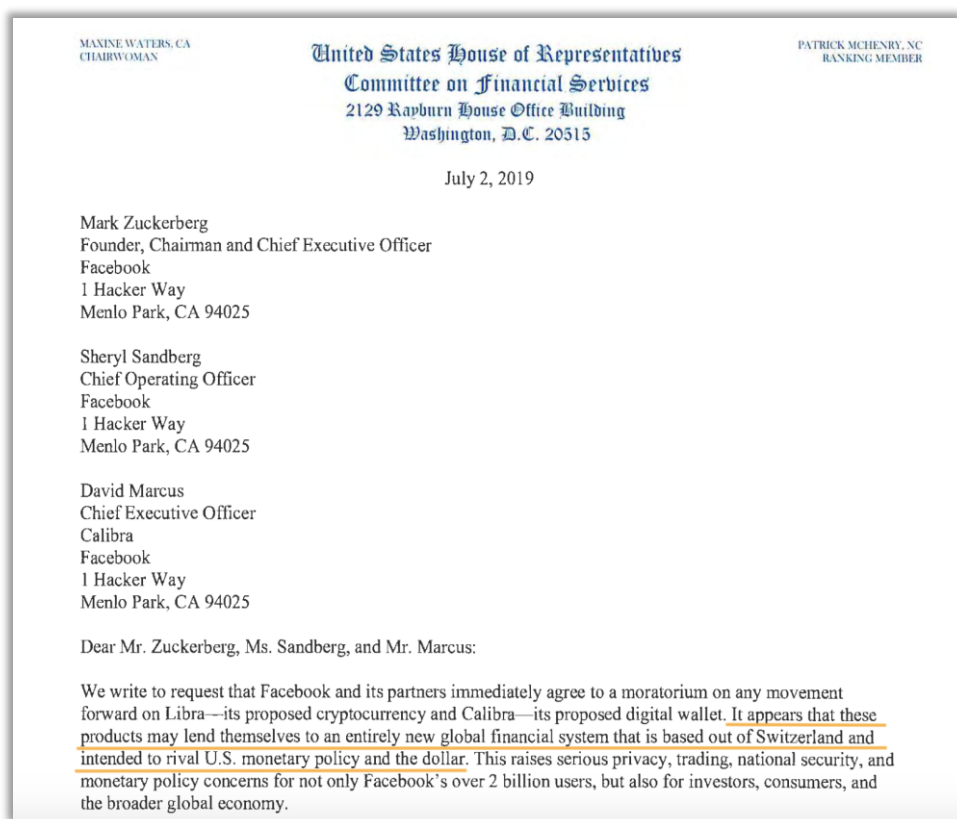 MAXINE WATERS, CA
CHAIRWOMAN
United States House of Representatives
Committee on Financial Services
2129 Rayburn House Office Building
Washington, D.C. 20515
PATRICK MCHENRY, NC
RANKING MEMBER
July 2, 2019
Mark Zuckerberg
Founder, Chairman and Chief Executive Officer
Facebook
1 Hacker Way
Menlo Park, CA 94025
Sheryl Sandberg
Chief Operating Officer
Facebook
1 Hacker Way
Menlo Park, CA 94025
David Marcus
Chief Executive Officer
Calibra
Facebook
1 Hacker Way
Menlo Park, CA 94025
Dear Mr. Zuckerberg, Ms. Sandberg, and Mr. Marcus:
We write to request that Facebook and its partners immediately agree to a moratorium on any movement
forward on Libra—its proposed cryptocurrency and Calibra—its proposed digital wallet. It appears that these
products may lend themselves to an entirely new global financial system that is based out of Switzerland and
intended to rival U.S. monetary policy and the dollar. This raises serious privacy, trading, national security, and
monetary policy concerns for not only Facebook's over 2 billion users, but also for investors, consumers, and
the broader global economy.